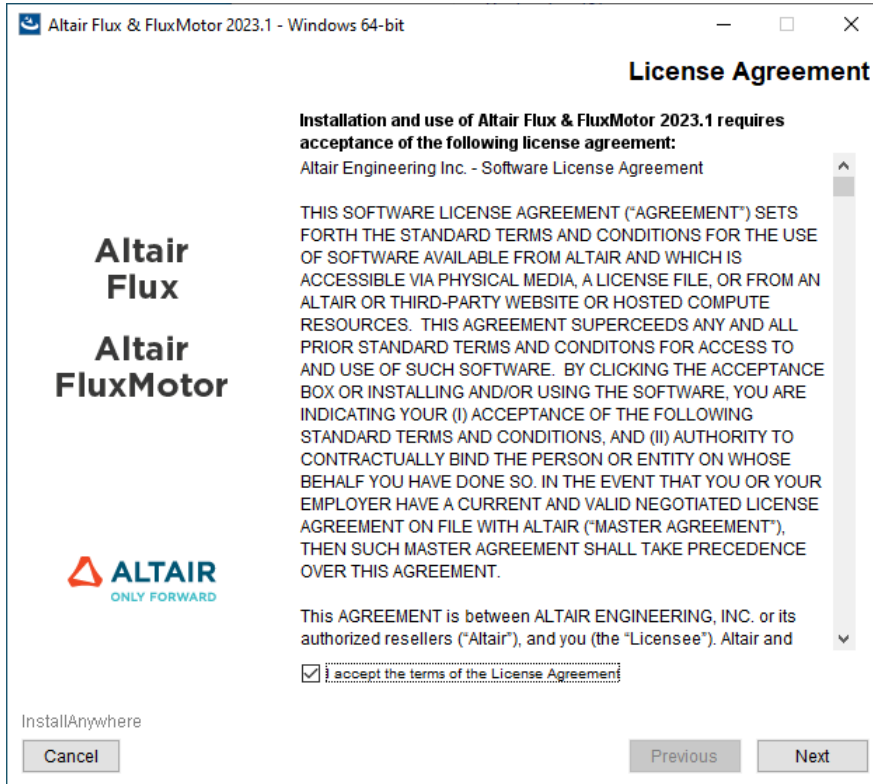 Altair Flux & FluxMotor 2023.1 - Windows 64-bit
License Agreement
Installation and use of Altair Flux & FluxMotor 2023.1 requires
acceptance of the following license agreement:
Altair Engineering Inc. - Software License Agreement
THIS SOFTWARE LICENSE AGREEMENT (“AGREEMENT”) SETS
FORTH THE STANDARD TERMS AND CONDITIONS FOR THE USE
OF SOFTWARE AVAILABLE FROM ALTAIR AND WHICH IS
ACCESSIBLE VIA PHYSICAL MEDIA, A LICENSE FILE, OR FROM AN
ALTAIR OR THIRD-PARTY WEBSITE OR HOSTED COMPUTE
RESOURCES.  THIS AGREEMENT SUPERCEEDS ANY AND ALL
PRIOR STANDARD TERMS AND CONDITONS FOR ACCESS TO
AND USE OF SUCH SOFTWARE.  BY CLICKING THE ACCEPTANCE
BOX OR INSTALLING AND/OR USING THE SOFTWARE, YOU ARE
INDICATING YOUR (I) ACCEPTANCE OF THE FOLLOWING
STANDARD TERMS AND CONDITIONS, AND (II) AUTHORITY TO
CONTRACTUALLY BIND THE PERSON OR ENTITY ON WHOSE
BEHALF YOU HAVE DONE SO. IN THE EVENT THAT YOU OR YOUR
EMPLOYER HAVE A CURRENT AND VALID NEGOTIATED LICENSE
AGREEMENT ON FILE WITH ALTAIR (“MASTER AGREEMENT”),
THEN SUCH MASTER AGREEMENT SHALL TAKE PRECEDENCE
OVER THIS AGREEMENT.
This AGREEMENT is between ALTAIR ENGINEERING, INC. or its
authorized resellers (“Altair”), and you (the “Licensee”). Altair and
I accept the terms of the License Agreement
Altair
Flux
Altair
FluxMotor
ALTAIR
ONLY FORWARD
InstallAnywhere
Cancel
Previous
Next